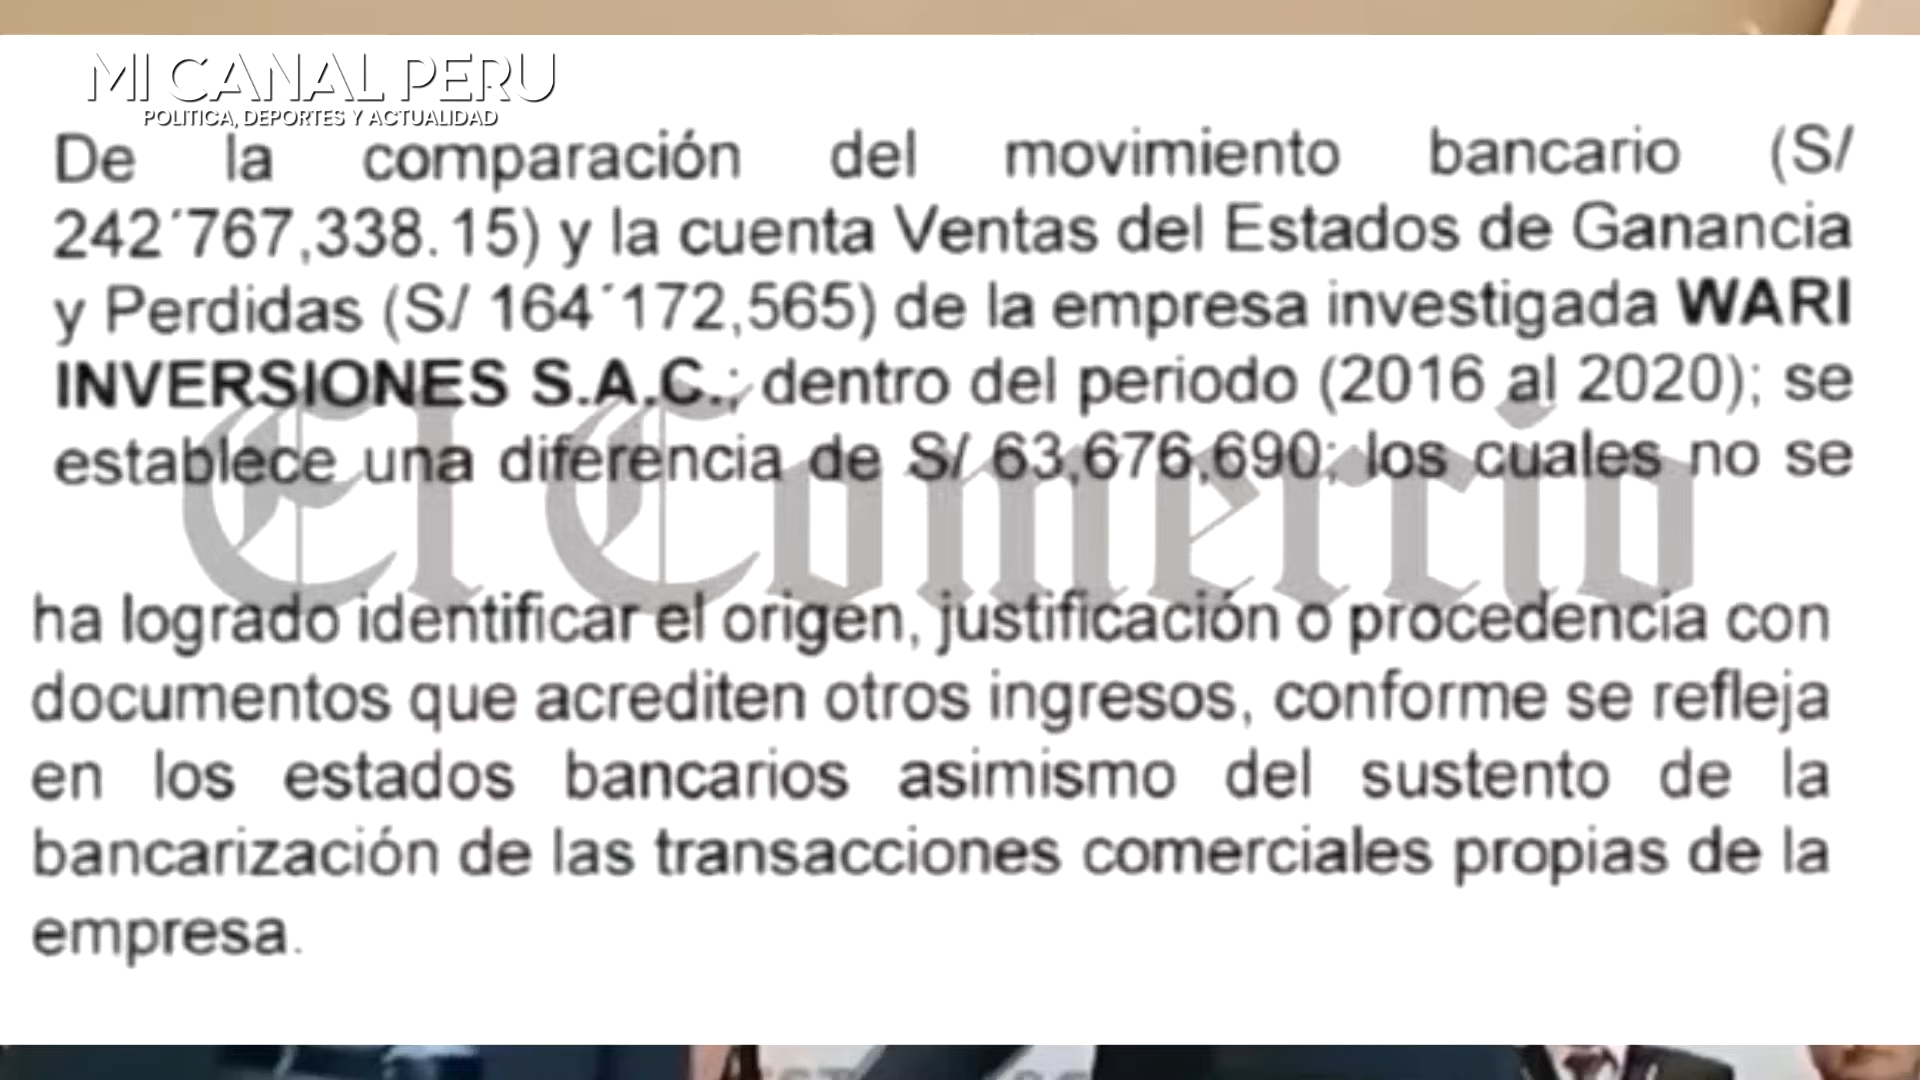 MI CANAL PERU
POLITICA, DEPORTES Y ACTUALIDAD
De la comparación del movimiento bancario (S/
242´767,338.15) y la cuenta Ventas del Estados de Ganancia
y Perdidas (S/ 164´172,565) de la empresa investigada WARI
INVERSIONES S.A.C.; dentro del periodo (2016 al 2020); se
establece una diferencia de S/ 63,676,690; los cuales no se
El Comercio
ha logrado identificar el origen, justificación o procedencia con
documentos que acrediten otros ingresos, conforme se refleja
en los estados bancarios asimismo del sustento de la
bancarización de las transacciones comerciales propias de la
empresa.